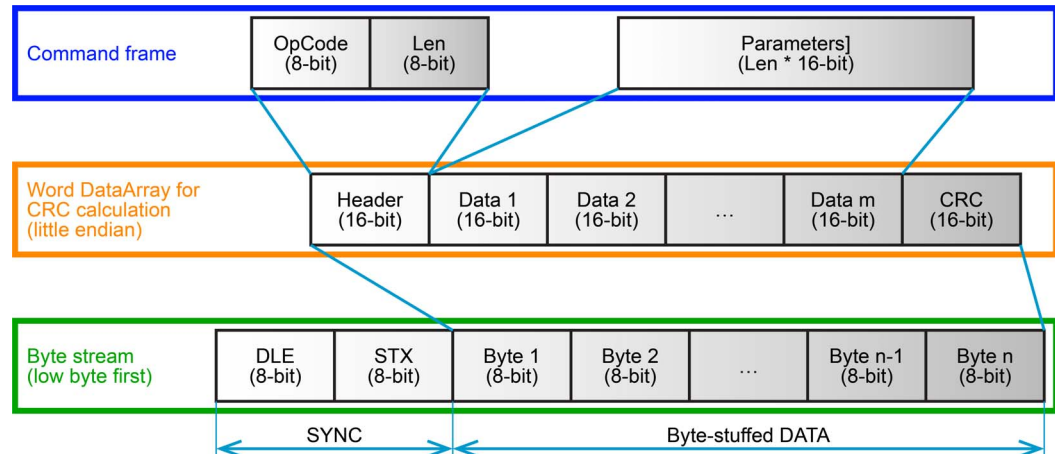 Command frame
OpCode
(8-bit)
Len
(8-bit)
Parameters]
(Len * 16-bit)
Word DataArray for
CRC calculation
(little endian)
Header
(16-bit)
Data 1
(16-bit)
Data 2
(16-bit)
...
Data m
(16-bit)
CRC
(16-bit)
Byte stream
(low byte first)
DLE
(8-bit)
STX
(8-bit)
Byte 1
(8-bit)
Byte 2
(8-bit)
...
Byte n-1
(8-bit)
Byte n
(8-bit)
SYNC
Byte-stuffed DATA